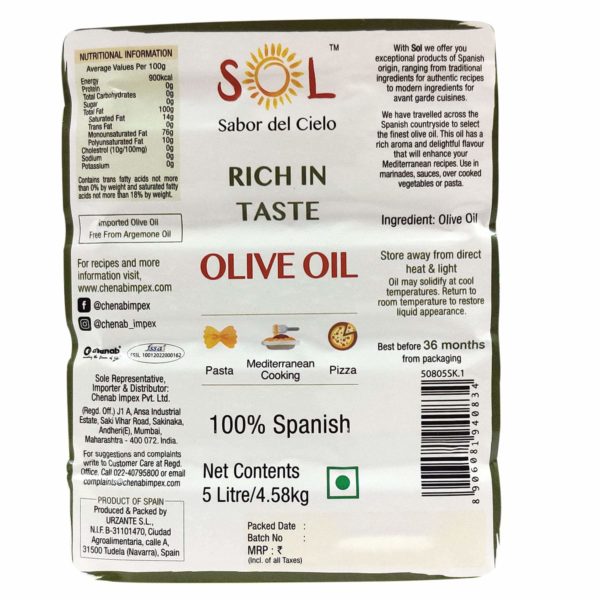 NUTRITIONAL INFORMATION
Average Values Per 100g
Energy 900kcal
Protein 0g
Total Carbohydrates 0g
Sugar 0g
Total Fat 100g
Saturated Fat 14g
Trans Fat 0g
Monounsaturated Fat 76g
Polyunsaturated Fat 10g
Cholestrol (10g/100mg) 0g
Sodium 0g
Potassium 0g
Contains trans fatty acids not more
than 0% by weight and saturated fatty
acids not more than 18% by weight.
Imported Olive Oil
Free From Argemone Oil
For recipes and more
information visit,
www.chenabimpex.com
@chenabimpex
@chenab_impex
chenab
fssai
FSSL 10012022000162
Sole Representative,
Importer & Distributor:
Chenab Impex Pvt. Ltd.
(Regd. Off.) J1 A, Ansa Industrial
Estate, Saki Vihar Road, Sakinaka,
Andheri(E), Mumbai,
Maharashtra - 400 072. India.
For suggestions and complaints
write to Customer Care at Regd.
Office. Call 022-40795800 or email
complaints@chenabimpex.com
PRODUCT OF SPAIN
Produced & Packed by
URZANTE S.L.,
N.I.F. B-31101470, Ciudad
Agroalimentaria, calle A,
31500 Tudela (Navarra), Spain
SOL TM
Sabor del Cielo
RICH IN
TASTE
OLIVE OIL
Pasta
Mediterranean
Cooking
Pizza
100% Spanish
Net Contents
5 Litre/4.58kg
Packed Date :
Batch No :
MRP : ₹
(incl. of all Taxes)
With Sol we offer you
exceptional products of Spanish
origin, ranging from traditional
ingredients for authentic recipes
to modern ingredients for
avant garde cuisines.
We have travelled across the
Spanish countryside to select
the finest olive oil. This oil has a
rich aroma and delightful flavour
that will enhance your
Mediterranean recipes. Use in
marinades, sauces, over cooked
vegetables or pasta.
Ingredient: Olive Oil
Store away from direct
heat & light
Oil may solidify at cool
temperatures. Return to
room temperature to restore
liquid appearance.
Best before 36 months
from packaging
50805SK.1
8 906081 940834